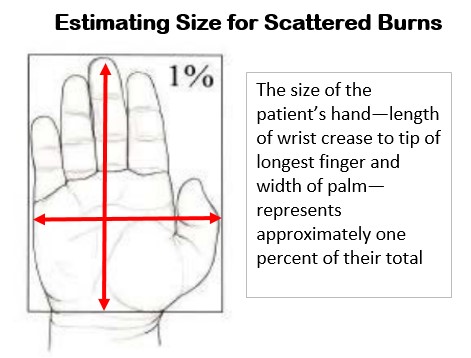 Estimating Size for Scattered Burns
1%
The size of the
patient's hand—length
of wrist crease to tip of
longest finger and
width of palm—
represents
approximately one
percent of their total